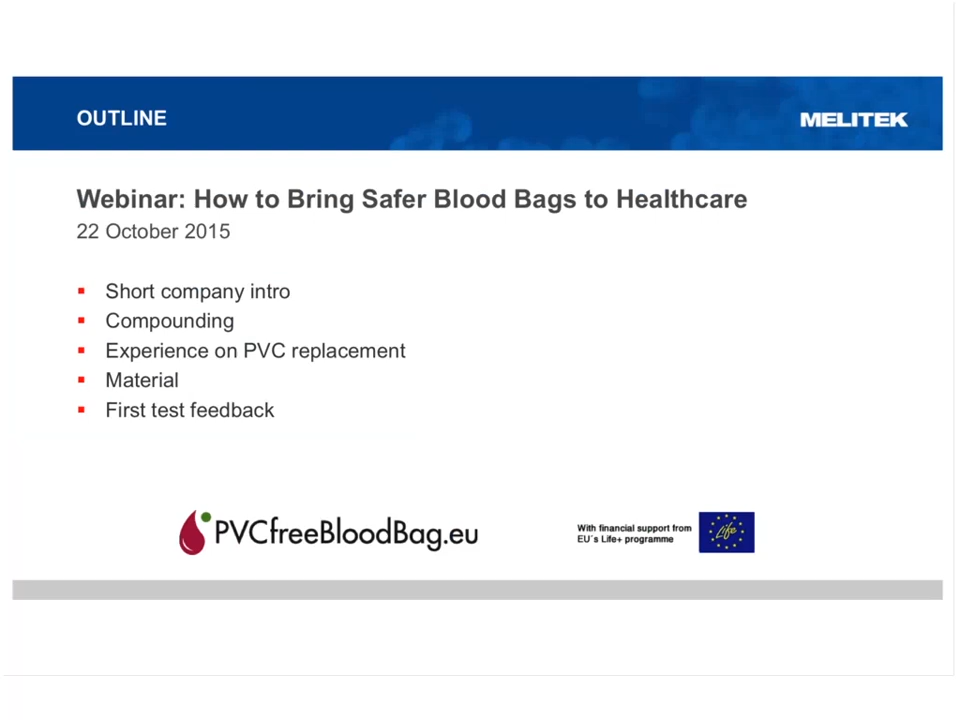 OUTLINE
MELITEK
Webinar: How to Bring Safer Blood Bags to Healthcare
22 October 2015
▪ Short company intro
▪ Compounding
▪ Experience on PVC replacement
▪ Material
▪ First test feedback
PVCfreeBloodBag.eu
With financial support from
EU´s Life+ programme
Life